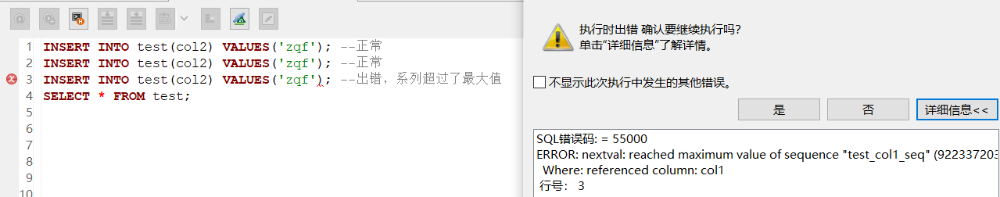 1 INSERT INTO test(col2) VALUES('zqf'); --正常
2 INSERT INTO test(col2) VALUES('zqf'); --正常
3 INSERT INTO test(col2) VALUES('zqf'); --出错，系列超过了最大值
4 SELECT * FROM test;
5
6
7
8
9
10
执行时出错 确认要继续执行吗?
单击“详细信息”了解详情。
不显示此次执行中发生的其他错误。
是 否 详细信息<<
SQL错误码: = 55000
ERROR: nextval: reached maximum value of sequence "test_col1_seq" (922337203
Where: referenced column: col1
行号: 3